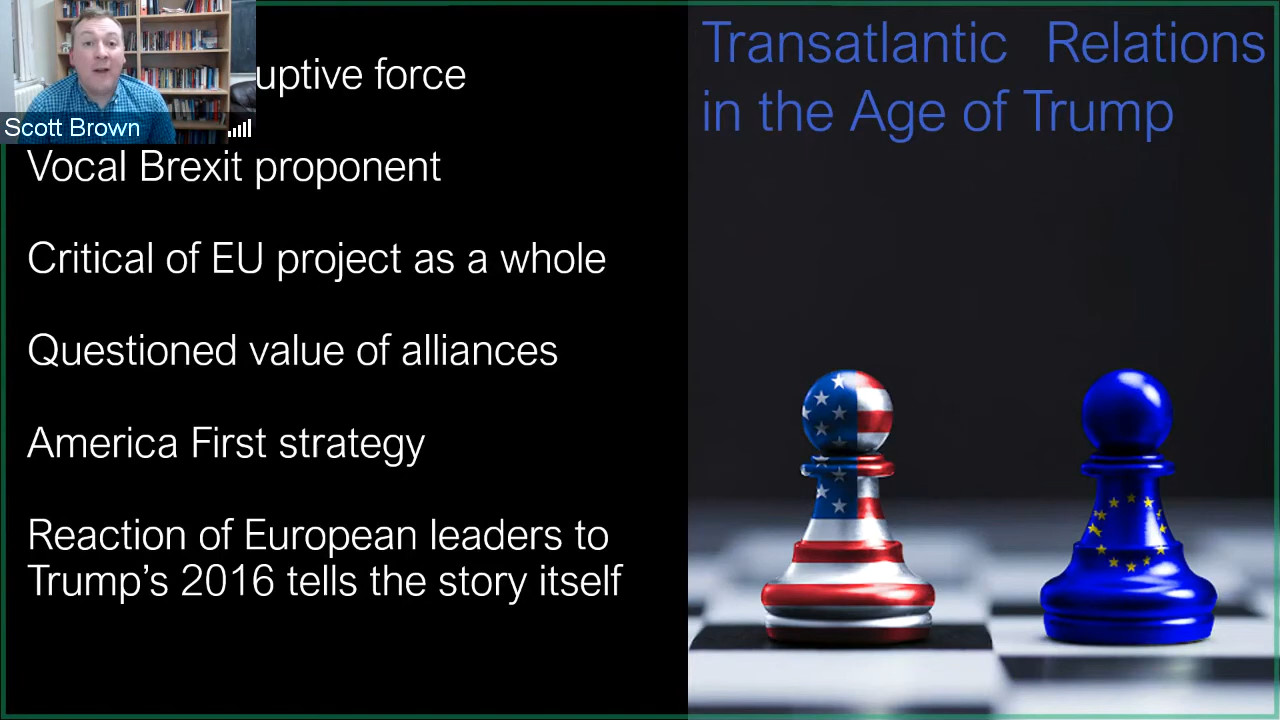 Scott Brown
uptive force
Vocal Brexit proponent
Critical of EU project as a whole
Questioned value of alliances
America First strategy
Reaction of European leaders to
Trump’s 2016 tells the story itself
Transatlantic Relations
in the Age of Trump